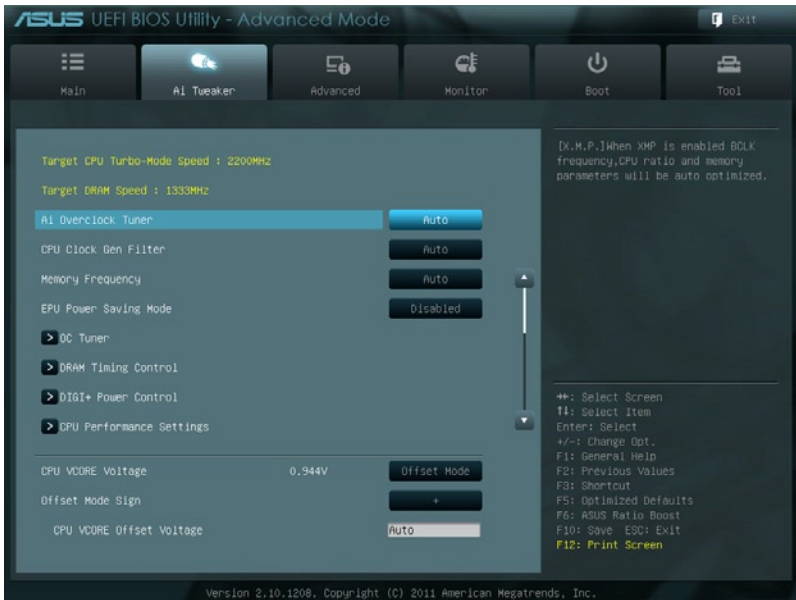 ASUS UEFI BIOS Utility - Advanced Mode
Exit
Main
Ai Tweaker
Advanced
Monitor
Boot
Tool
Target CPU Turbo-Mode Speed : 2200MHz
Target DRAM Speed : 1333MHz
Ai Overclock Tuner Auto
CPU Clock Gen Filter Auto
Memory Frequency Auto
EPU Power Saving Mode Disabled
> OC Tuner
> DRAM Timing Control
> DIGI+ Power Control
> CPU Performance Settings
CPU VCORE Voltage 0.944V Offset Mode
Offset Mode Sign +
CPU VCORE Offset Voltage Auto
[X.M.P.]When XMP is enabled BCLK
frequency,CPU ratio and memory
parameters will be auto optimized.
→←: Select Screen
↑↓: Select Item
Enter: Select
+/-: Change Opt.
F1: General Help
F2: Previous Values
F3: Shortcut
F5: Optimized Defaults
F6: ASUS Ratio Boost
F10: Save ESC: Exit
F12: Print Screen
Version 2.10.1208. Copyright (C) 2011 American Megatrends, Inc.